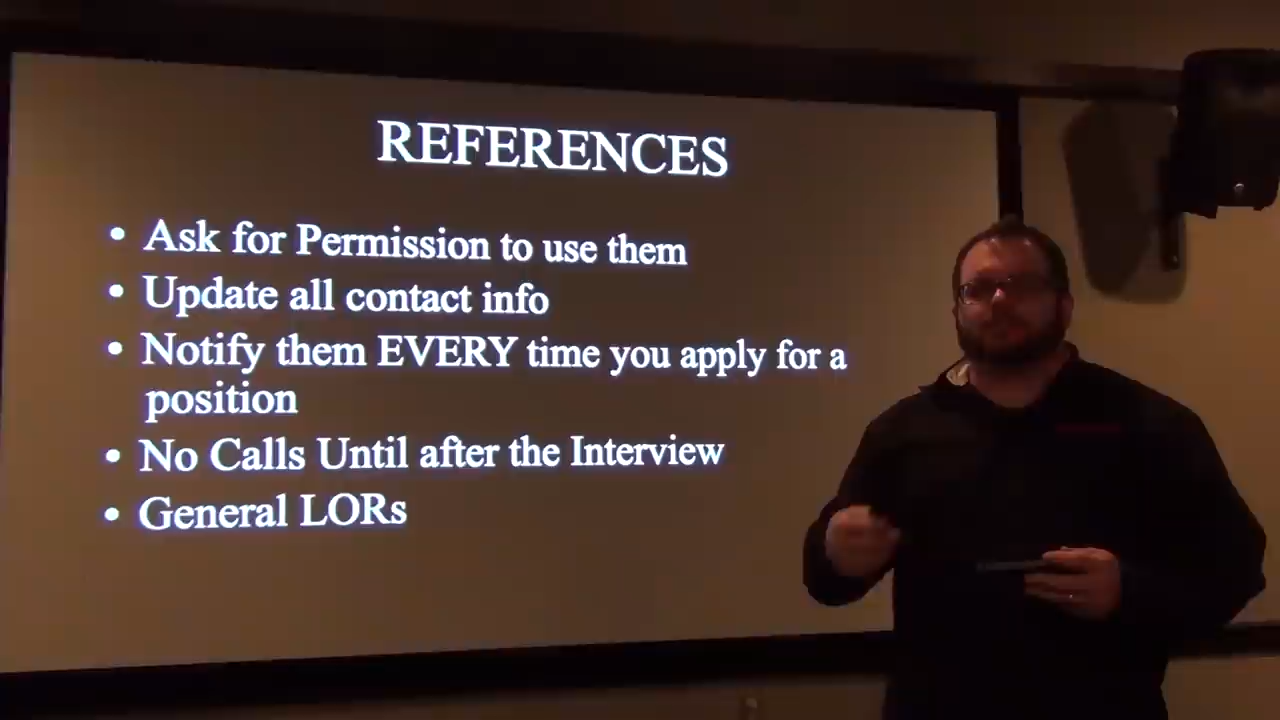 REFERENCES
• Ask for Permission to use them
• Update all contact info
• Notify them EVERY time you apply for a
position
• No Calls Until after the Interview
• General LORs